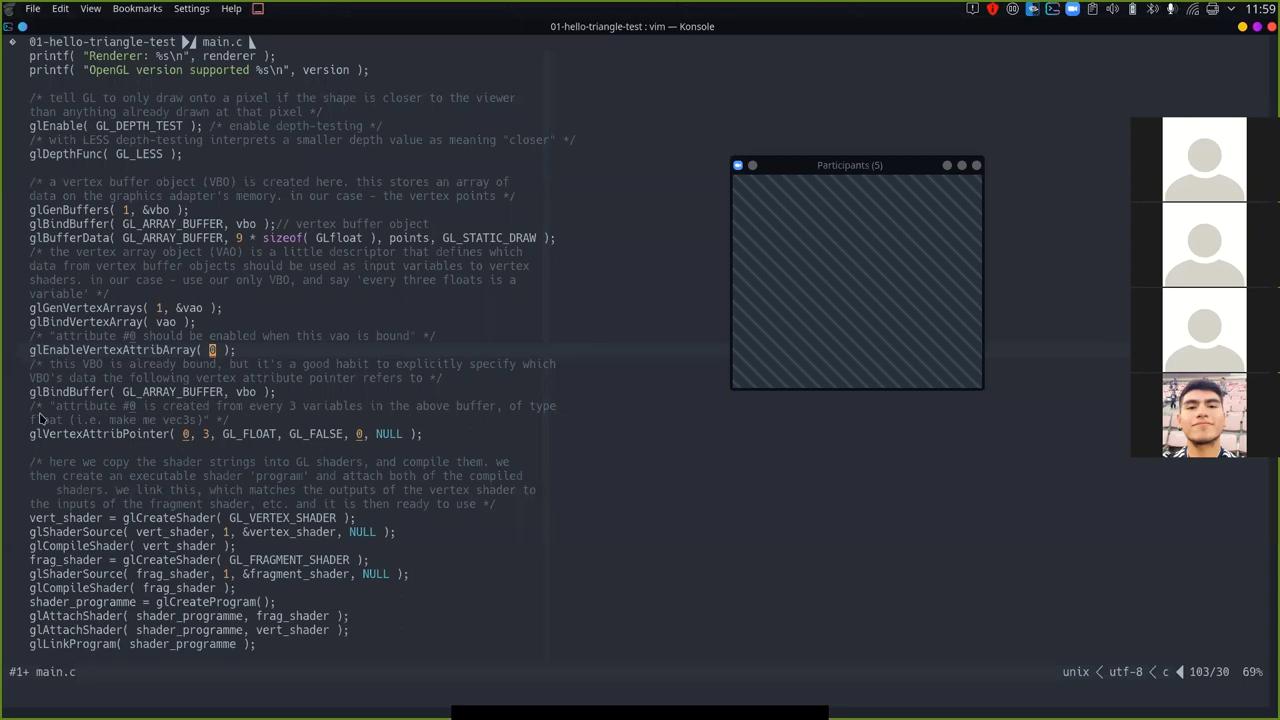 File Edit View Bookmarks Settings Help
11:59
01-hello-triangle-test : vim — Konsole
01-hello-triangle-test main.c
printf( "Renderer: %s\n", renderer );
printf( "OpenGL version supported %s\n", version );
/* tell GL to only draw onto a pixel if the shape is closer to the viewer
than anything already drawn at that pixel */
glEnable( GL_DEPTH_TEST ); /* enable depth-testing */
/* with LESS depth-testing interprets a smaller depth value as meaning "closer" */
glDepthFunc( GL_LESS );
/* a vertex buffer object (VBO) is created here. this stores an array of
data on the graphics adapter's memory. in our case - the vertex points */
glGenBuffers( 1, &vbo );
glBindBuffer( GL_ARRAY_BUFFER, vbo );// vertex buffer object
glBufferData( GL_ARRAY_BUFFER, 9 * sizeof( GLfloat ), points, GL_STATIC_DRAW );
/* the vertex array object (VAO) is a little descriptor that defines which
data from vertex buffer objects should be used as input variables to vertex
shaders. in our case - use our only VBO, and say 'every three floats is a
variable' */
glGenVertexArrays( 1, &vao );
glBindVertexArray( vao );
/* "attribute #0 should be enabled when this vao is bound" */
glEnableVertexAttribArray( 0 );
/* this VBO is already bound, but it's a good habit to explicitly specify which
VBO's data the following vertex attribute pointer refers to */
glBindBuffer( GL_ARRAY_BUFFER, vbo );
/* "attribute #0 is created from every 3 variables in the above buffer, of type
float (i.e. make me vec3s)" */
glVertexAttribPointer( 0, 3, GL_FLOAT, GL_FALSE, 0, NULL );
/* here we copy the shader strings into GL shaders, and compile them. we
then create an executable shader 'program' and attach both of the compiled
shaders. we link this, which matches the outputs of the vertex shader to
the inputs of the fragment shader, etc. and it is then ready to use */
vert_shader = glCreateShader( GL_VERTEX_SHADER );
glShaderSource( vert_shader, 1, &vertex_shader, NULL );
glCompileShader( vert_shader );
frag_shader = glCreateShader( GL_FRAGMENT_SHADER );
glShaderSource( frag_shader, 1, &fragment_shader, NULL );
glCompileShader( frag_shader );
shader_programme = glCreateProgram();
glAttachShader( shader_programme, frag_shader );
glAttachShader( shader_programme, vert_shader );
glLinkProgram( shader_programme );
#1+ main.c
unix < utf-8 < c 103/30 69%
Participants (5)